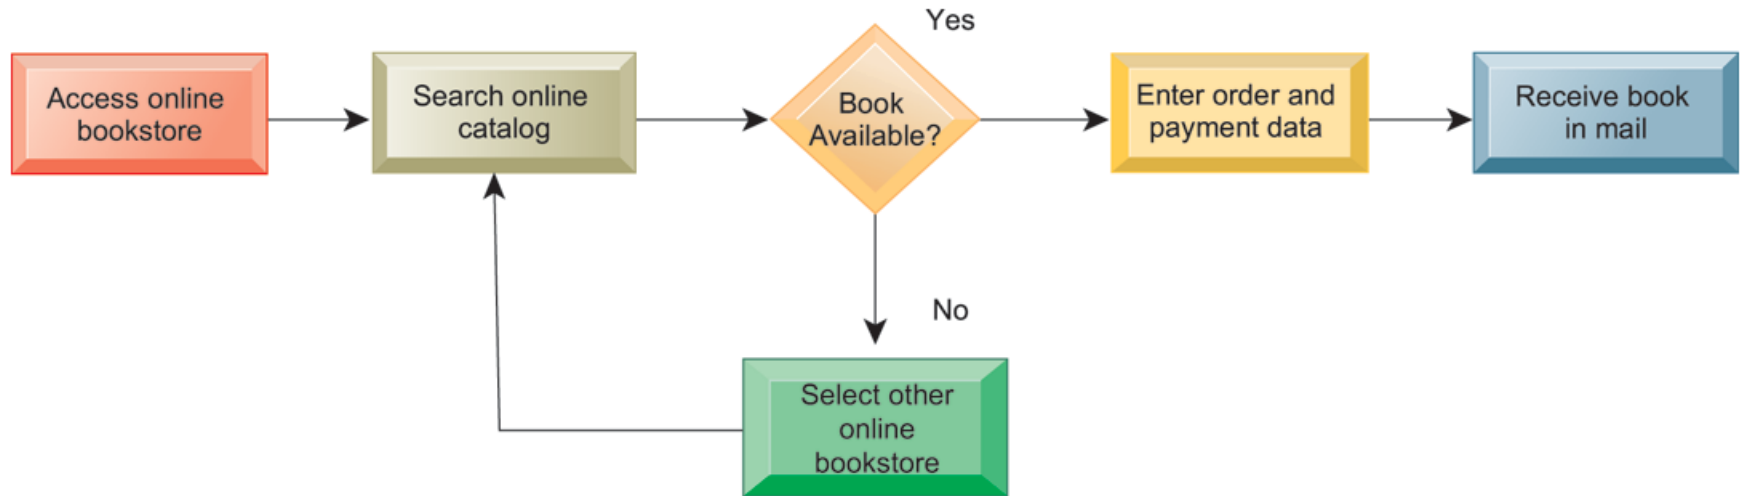 Yes
Access online
bookstore
Search online
catalog
Book
Available?
Enter order and
payment data
Receive book
in mail
No
Select other
online
bookstore